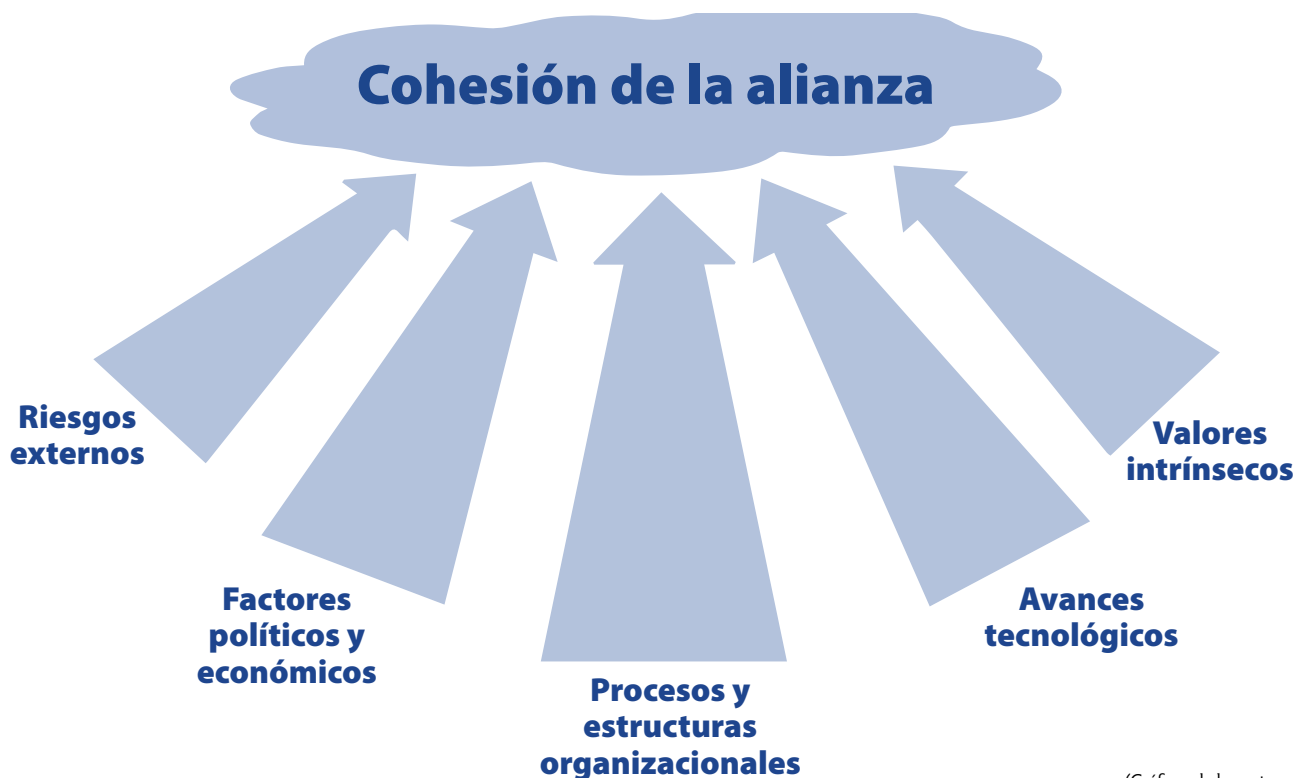 Cohesión de la alianza
Riesgos
externos
Factores
políticos y
económicos
Procesos y
estructuras
organizacionales
Avances
tecnológicos
Valores
intrínsecos